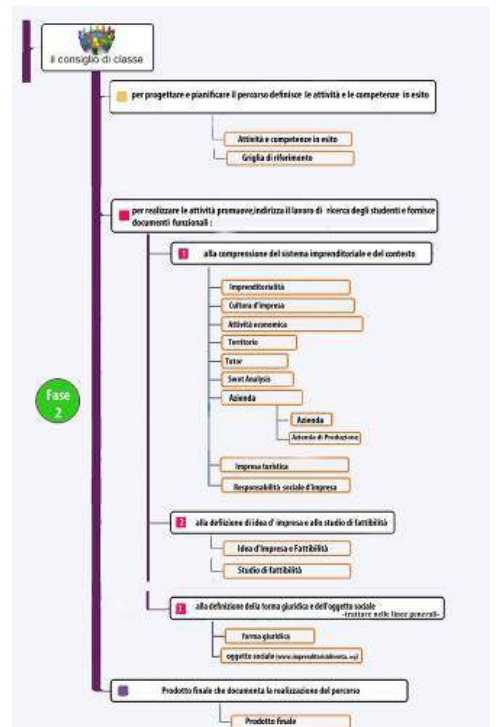 il consiglio di classe
per progettare e pianificare il percorso definisce le attività e le competenze in esito
Attività e competenze in esito
Griglia di riferimento
per realizzare le attività promuove,indirizza il lavoro di ricerca degli studenti e fornisce
documenti funzionali :
1 alla comprensione del sistema imprenditoriale e del contesto
Imprenditorialità
Cultura d'impresa
Attività economica
Territorio
Tutor
Swot Analysis
Azienda
Azienda
Azienda di Produzione
Impresa turistica
Responsabilità sociale d'Impresa
Fase
2
2 alla defiizione di idea d' impresa e allo studio di fattibilità
Idea d'Impresa e Fattibilità
Studio di fattibilità
3 alla definizione della forma giuridica e dell'oggetto sociale
-trattare nelle linee generali-
forma giuridica
oggetto sociale
Prodotto finale che documenta la realizzazione del percorso
Prodotto finale